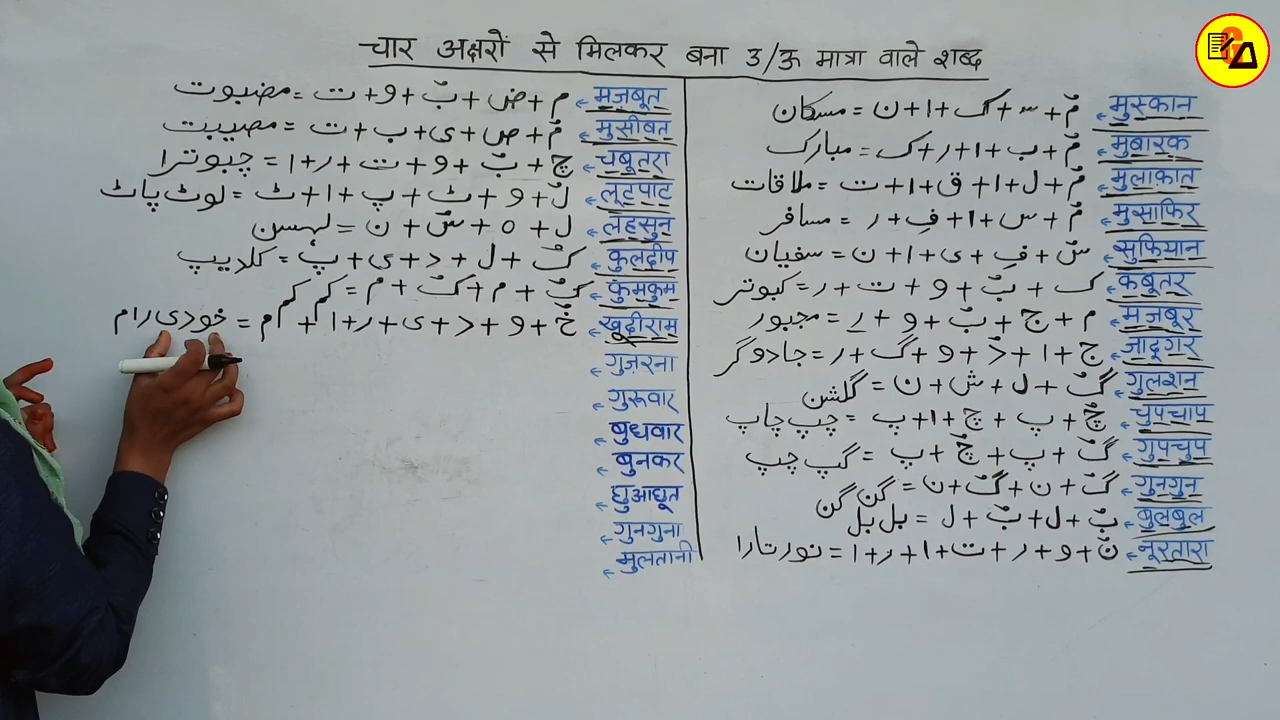 चार अक्षरों से मिलकर बना उ/ऊ मात्रा वाले शब्द
मुस्कान ← مُ + سـ + ک + ا + ن = مسکان
मुबारक ← مُ + ب + ا + ر + ک = مبارک
मुलाक़ात ← مُ + ل + ا + ق + ا + ت = ملاقات
मुसाफिर ← مُ + س + ا + فِ + ر = مسافر
सुफियान ← سُ + فِ + ی + ا + ن = سفیان
कबूतर ← ک + بُ + و + ت + ر = کبوتر
मजबूर ← م + ج + بُ + و + ر = مجبور
जादूगर ← ج + ا + دُ + و + گ + ر = جادوگر
गुलशन ← گُ + ل + ش + ن = گلشن
चुपचाप ← چُ + پ + چ + ا + پ = چپ چاپ
गुपचुप ← گُ + پ + چُ + پ = گپ چپ
गुनगुन ← گُ + ن + گُ + ن = گن گن
बुलबुल ← بُ + ل + بُ + ل = بل بل
नूरतारा ← نُ + و + ر + ت + ا + ر + ا = نور تارا
मज़बूत ← م + ض + بُ + و + ت = مضبوت
मुसीबत ← مُ + ص + ی + ب + ت = مصیبت
चबूतरा ← چ + بُ + و + ت + ر + ا = چبوترا
लूटपाट ← لُ + و + ٹ + پ + ا + ٹ = لوٹ پاٹ
लहसुन ← ل + ہ + سُ + ن = لہسن
कुलदीप ← کُ + ل + د + ی + پ = کلدیپ
कुमकुम ← کُ + م + کُ + م = کم کم
खूदीराम ← خُ + و + د + ی + ر + ا + م = خودی رام
गुज़रना ←
गुरूवार ←
बुधवार ←
बुनकर ←
छुआछूत ←
गुनगुना ←
मुलतानी ←